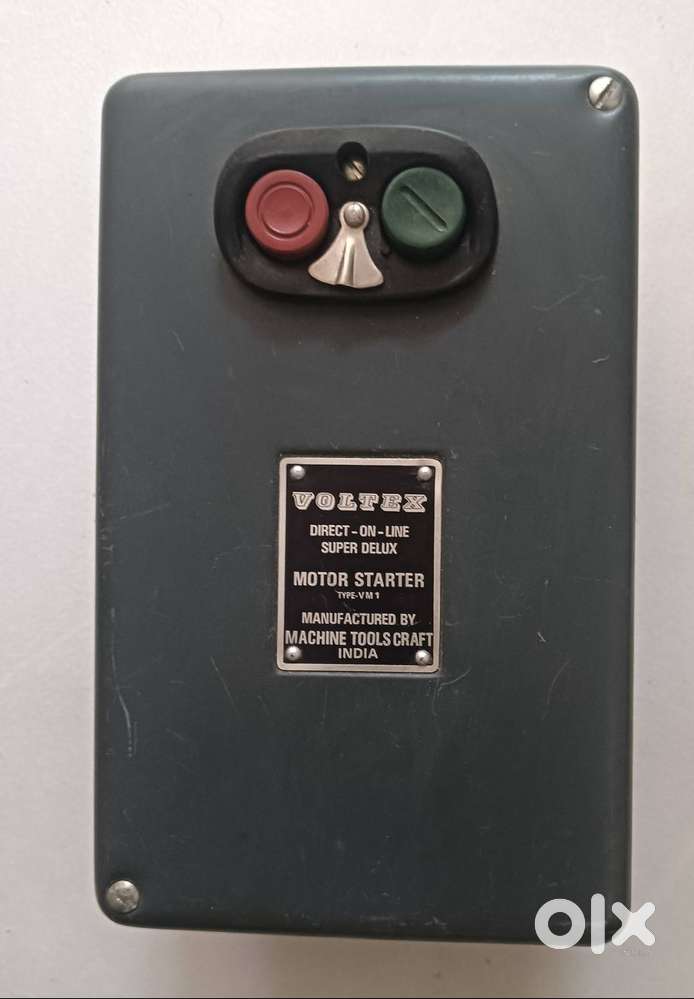 VOLTEX
DIRECT-ON-LINE
SUPER DELUX
MOTOR STARTER
TYPE-VM1
MANUFACTURED BY
MACHINE TOOLS CRAFT
INDIA
olx